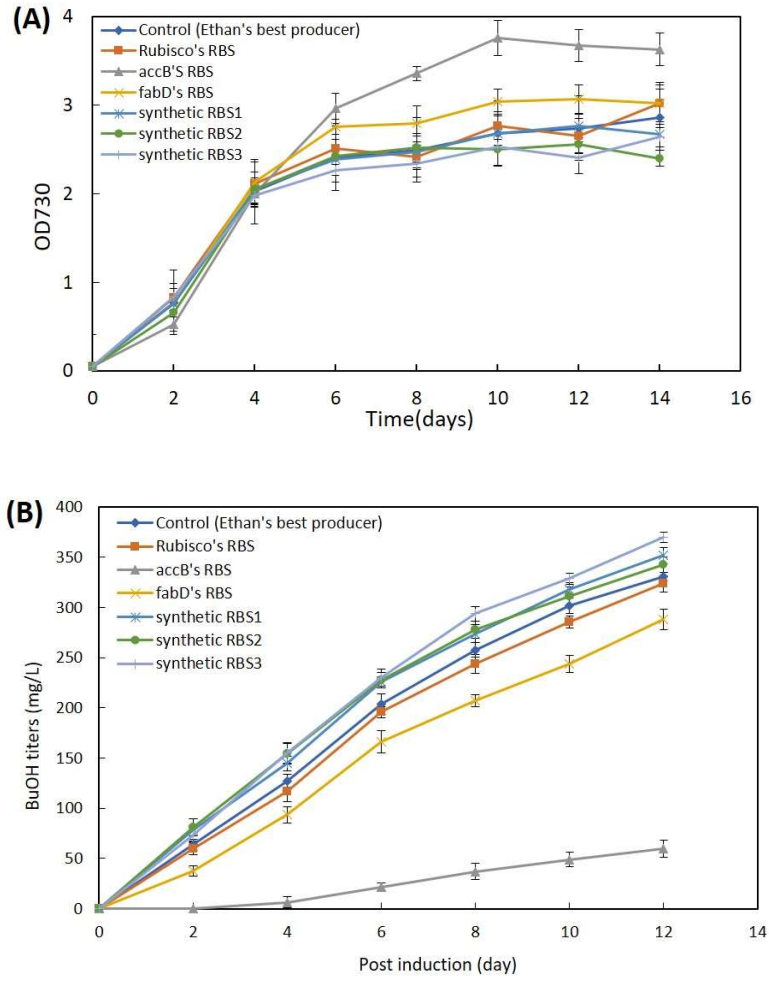 (A)
4
3
2
1
0
OD730
Control (Ethan's best producer)
Rubisco's RBS
accB'S RBS
fabD's RBS
synthetic RBS1
synthetic RBS2
synthetic RBS3
0 2 4 6 8 10 12 14 16
Time(days)
(B)
400
350
300
250
200
150
100
50
0
BuOH titers (mg/L)
Control (Ethan's best producer)
Rubisco's RBS
accB's RBS
fabD's RBS
synthetic RBS1
synthetic RBS2
synthetic RBS3
0 2 4 6 8 10 12 14
Post induction (day)